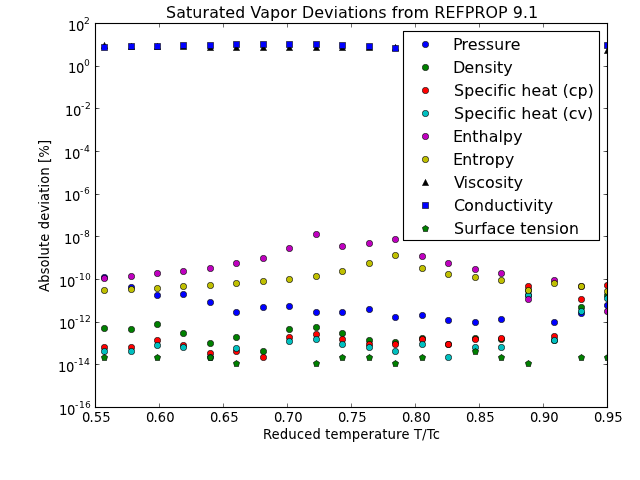 Saturated Vapor Deviations from REFPROP 9.1
10^2
10^0
10^-2
10^-4
10^-6
10^-8
10^-10
10^-12
10^-14
10^-16
Absolute deviation [%]
Pressure
Density
Specific heat (cp)
Specific heat (cv)
Enthalpy
Entropy
Viscosity
Conductivity
Surface tension
0.55 0.60 0.65 0.70 0.75 0.80 0.85 0.90 0.95
Reduced temperature T/Tc